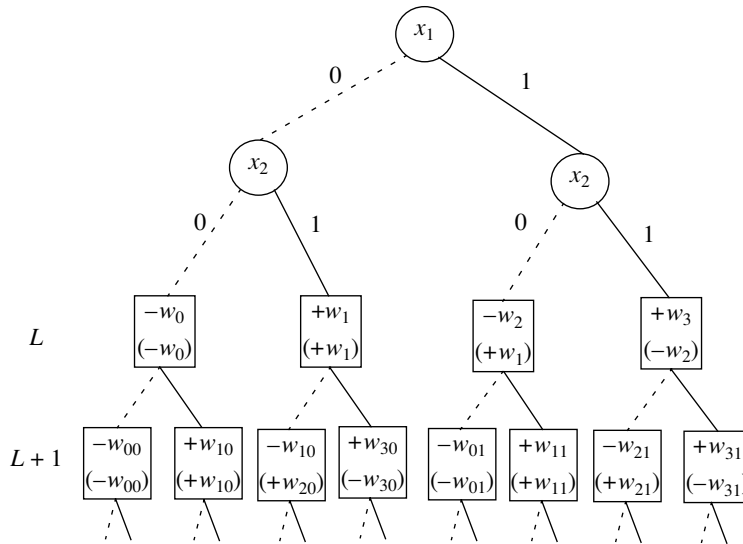 x₁
0 1
x₂ x₂
0 1 0 1
L −w₀ +w₁ −w₂ +w₃
(−w₀) (+w₁) (+w₁) (−w₂)
L + 1 −w₀₀ +w₁₀ −w₁₀ +w₃₀ −w₀₁ +w₁₁ −w₂₁ +w₃₁
(−w₀₀) (+w₁₀) (+w₂₀) (−w₃₀) (−w₀₁) (+w₁₁) (+w₂₁) (−w₃₁)